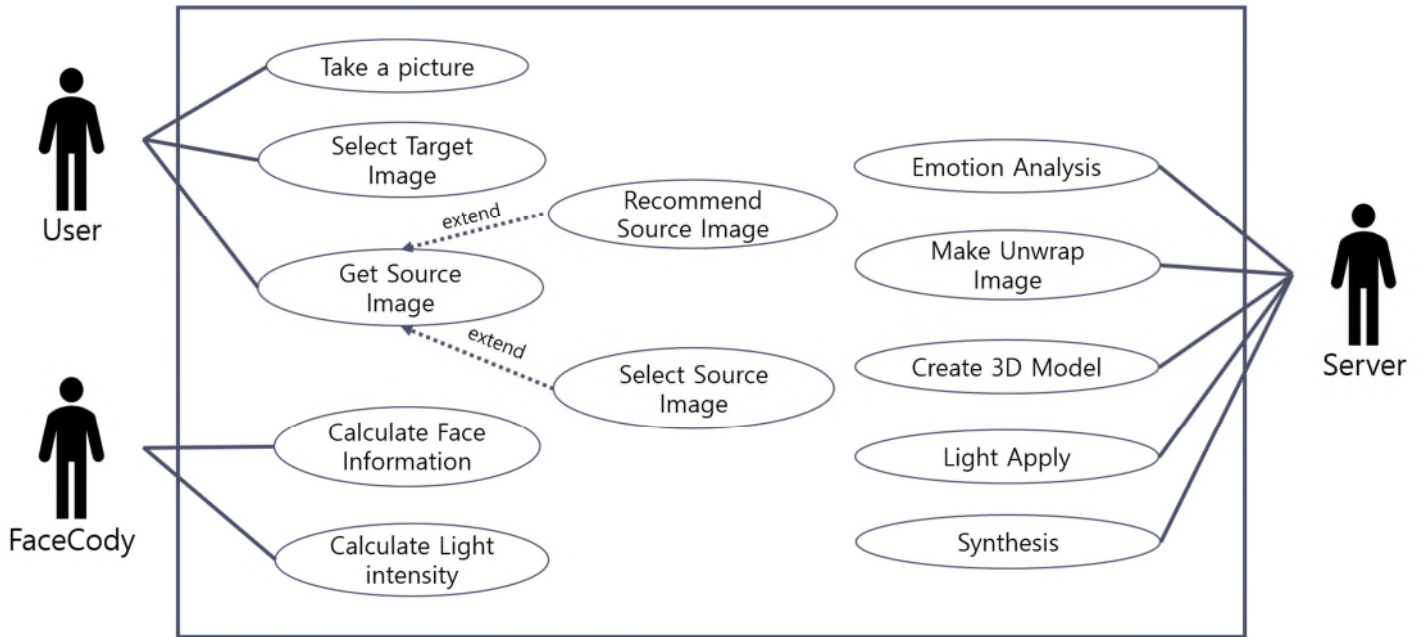 Take a picture
Select Target
Image
User
extend
Recommend
Source Image
Get Source
Image
extend
Select Source
Image
Calculate Face
Information
FaceCody
Calculate Light
intensity
Emotion Analysis
Make Unwrap
Image
Create 3D Model
Server
Light Apply
Synthesis